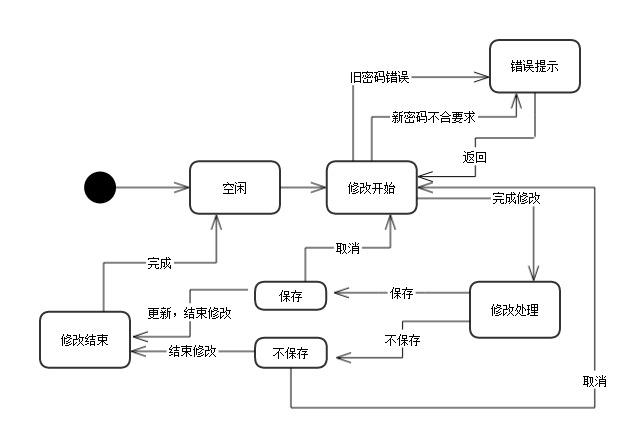 错误提示
旧密码错误
新密码不合要求
返回
空闲
修改开始
完成修改
取消
完成
保存
保存
更新，结束修改
修改处理
修改结束
不保存
结束修改
不保存
取消